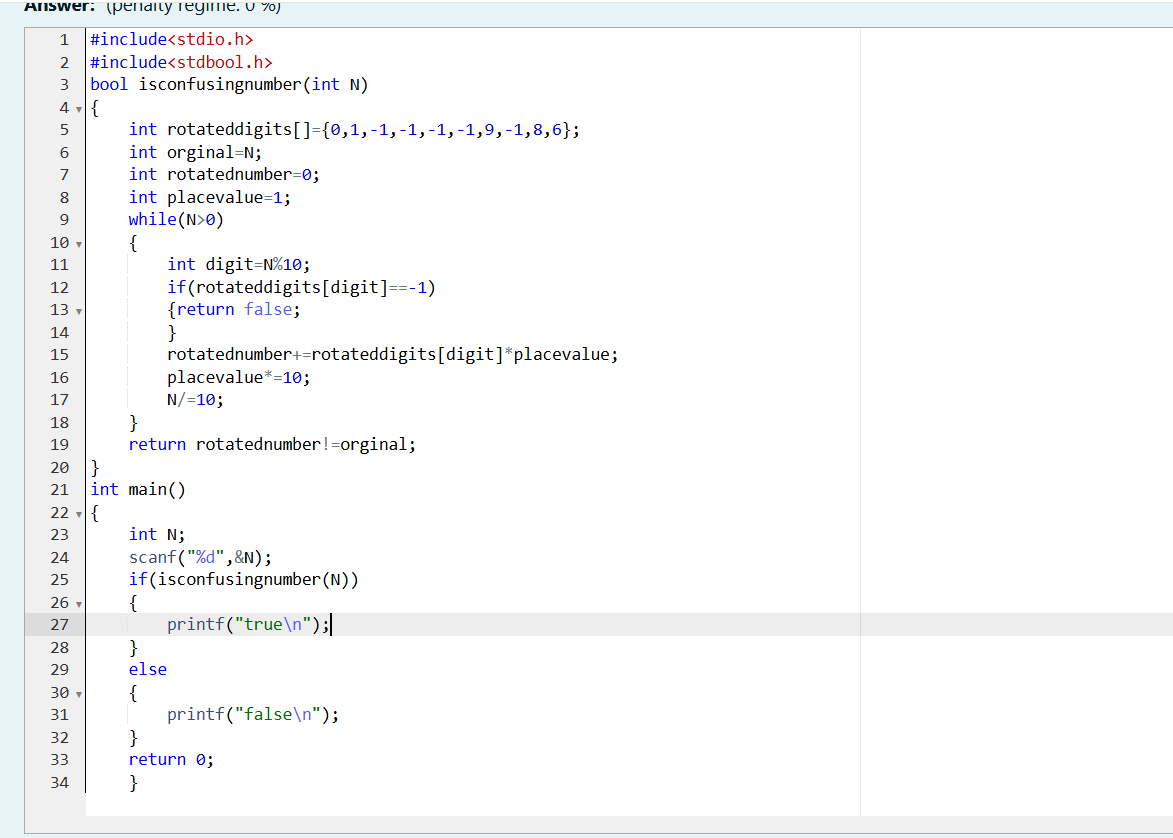 Answer: (penalty regime: 0 %)
1 #include<stdio.h>
2 #include<stdbool.h>
3 bool isconfusingnumber(int N)
4 {
5 int rotateddigits[]={0,1,-1,-1,-1,-1,9,-1,8,6};
6 int orginal=N;
7 int rotatednumber=0;
8 int placevalue=1;
9 while(N>0)
10 {
11 int digit=N%10;
12 if(rotateddigits[digit]==-1)
13 {return false;
14 }
15 rotatednumber+=rotateddigits[digit]*placevalue;
16 placevalue*=10;
17 N/=10;
18 }
19 return rotatednumber!=orginal;
20 }
21 int main()
22 {
23 int N;
24 scanf("%d",&N);
25 if(isconfusingnumber(N))
26 {
27 printf("true\n");
28 }
29 else
30 {
31 printf("false\n");
32 }
33 return 0;
34 }